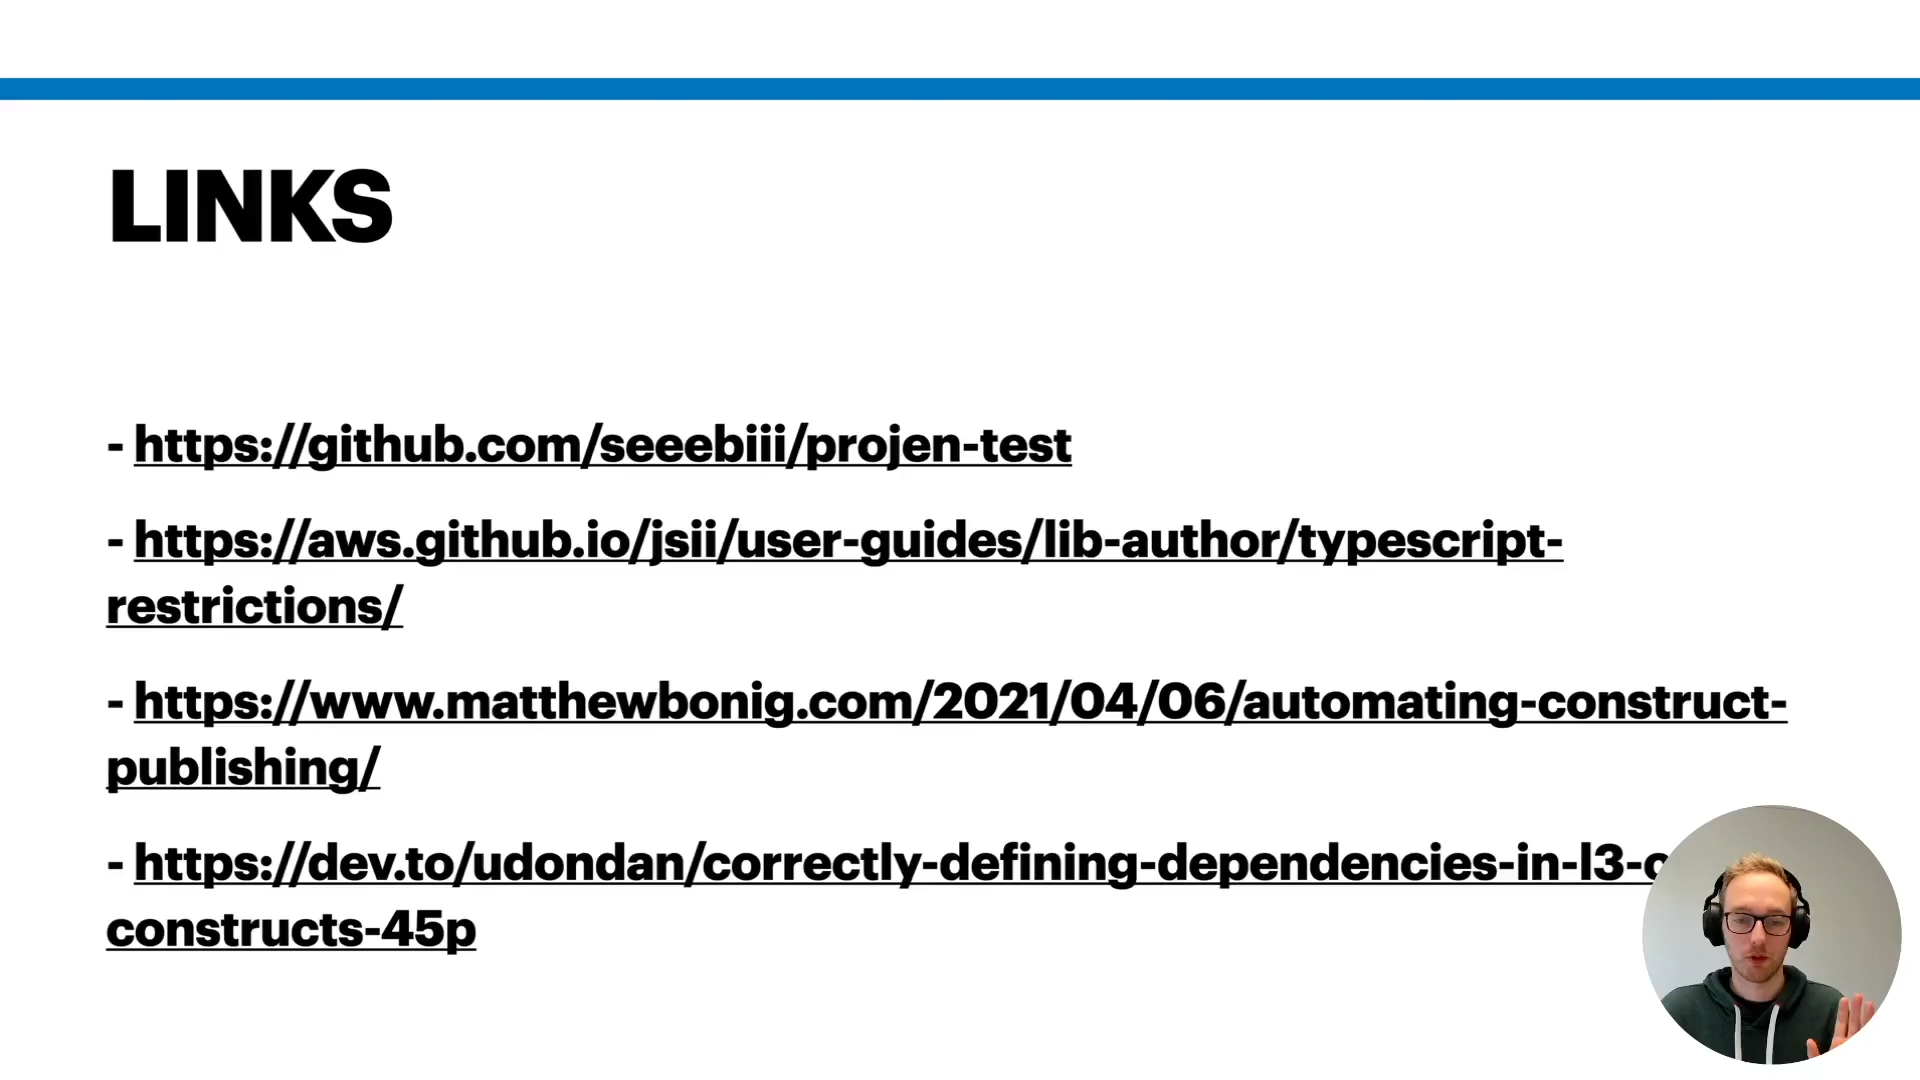 LINKS
- https://github.com/seeebiii/projen-test
- https://aws.github.io/jsii/user-guides/lib-author/typescript-
restrictions/
- https://www.matthewbonig.com/2021/04/06/automating-construct-
publishing/
- https://dev.to/udondan/correctly-defining-dependencies-in-l3-
constructs-45p